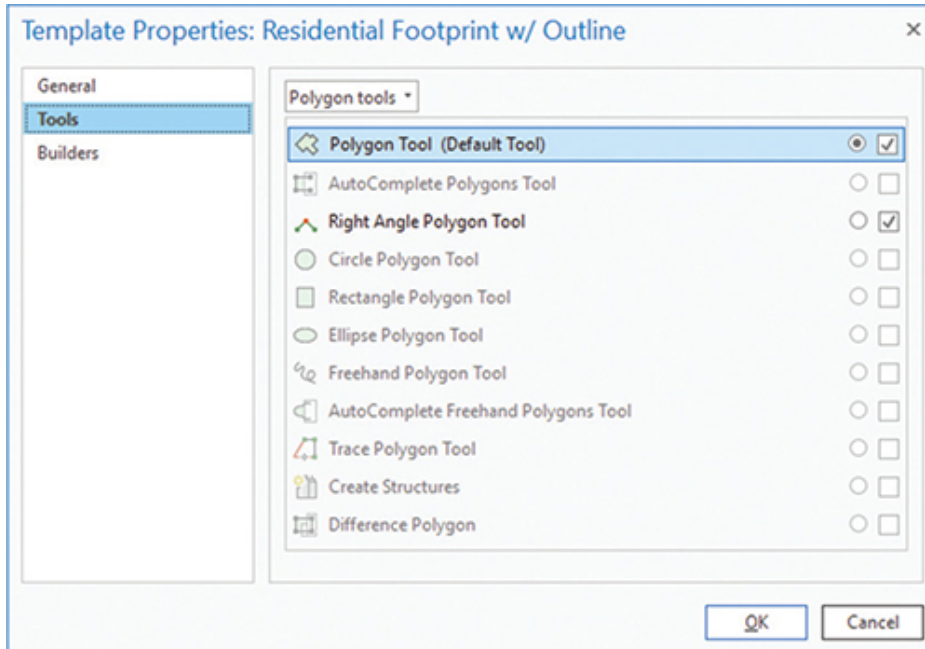 Template Properties: Residential Footprint w/ Outline
General
Tools
Builders
Polygon tools
Polygon Tool (Default Tool)
AutoComplete Polygons Tool
Right Angle Polygon Tool
Circle Polygon Tool
Rectangle Polygon Tool
Ellipse Polygon Tool
Freehand Polygon Tool
AutoComplete Freehand Polygons Tool
Trace Polygon Tool
Create Structures
Difference Polygon
OK
Cancel